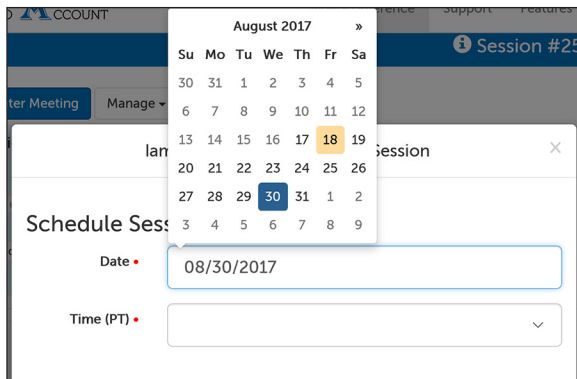 ACCOUNT
Support Features
August 2017 »
Su Mo Tu We Th Fr Sa
30 31 1 2 3 4 5
6 7 8 9 10 11 12
13 14 15 16 17 18 19
20 21 22 23 24 25 26
27 28 29 30 31 1 2
3 4 5 6 7 8 9
Session #25
Meeting Manage
Session ×
Schedule
Date •
08/30/2017
Time (PT) •